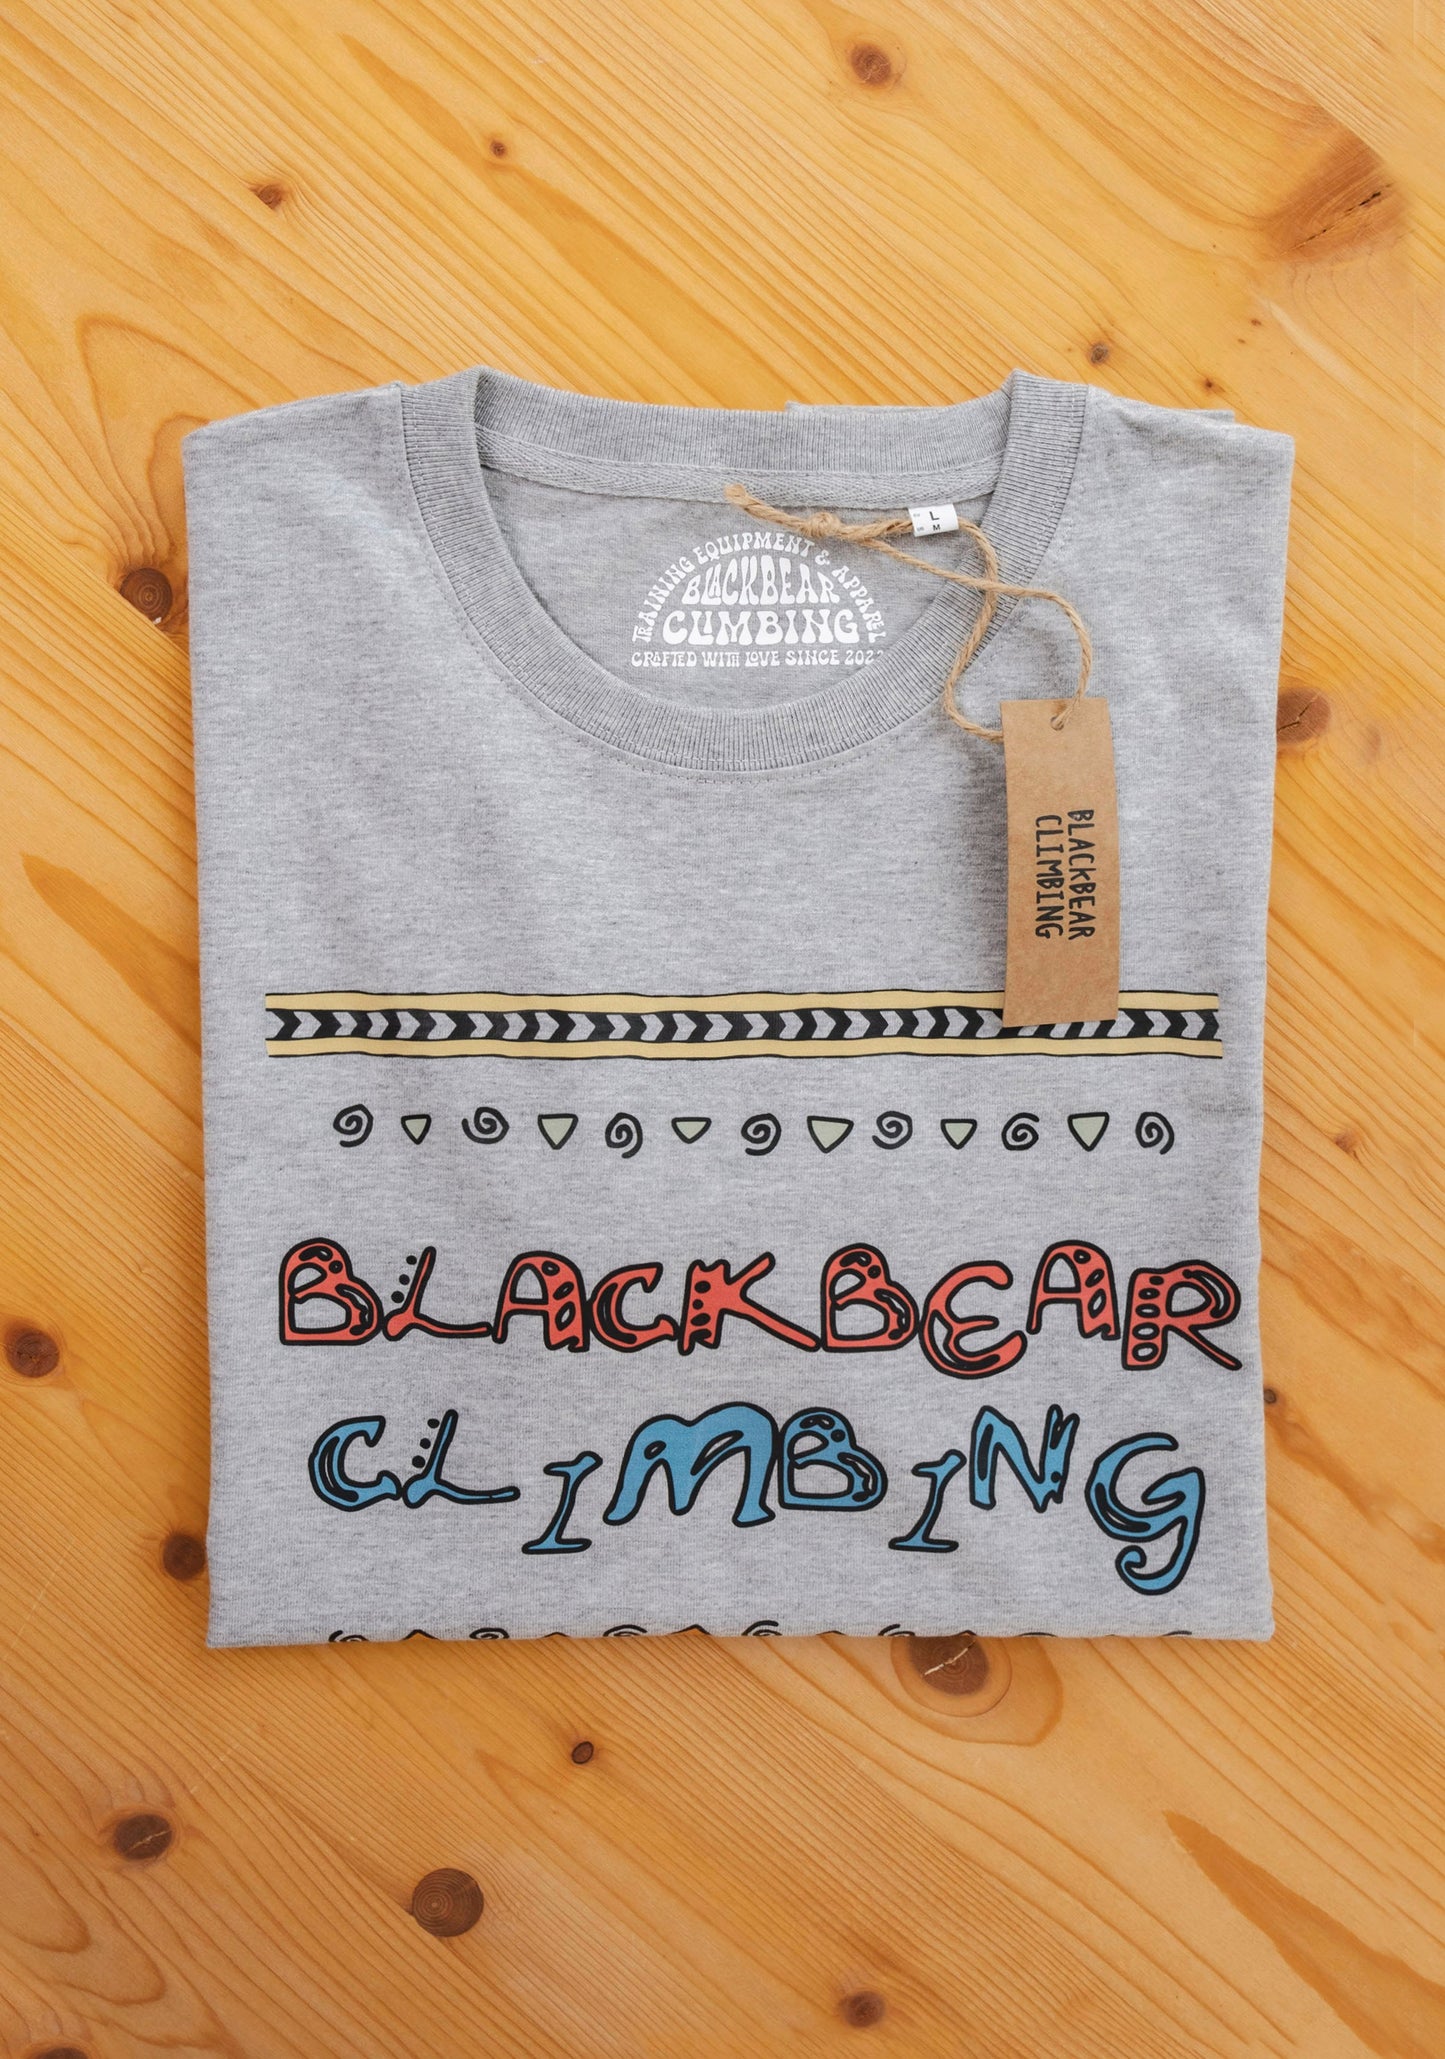 L
M
TRAINING EQUIPMENT & APPAREL
BLACKBEAR
CLIMBING
CRAFTED WITH LOVE SINCE
BLACKBEAR
CLIMBING
BLACKBEAR
CLIMBING